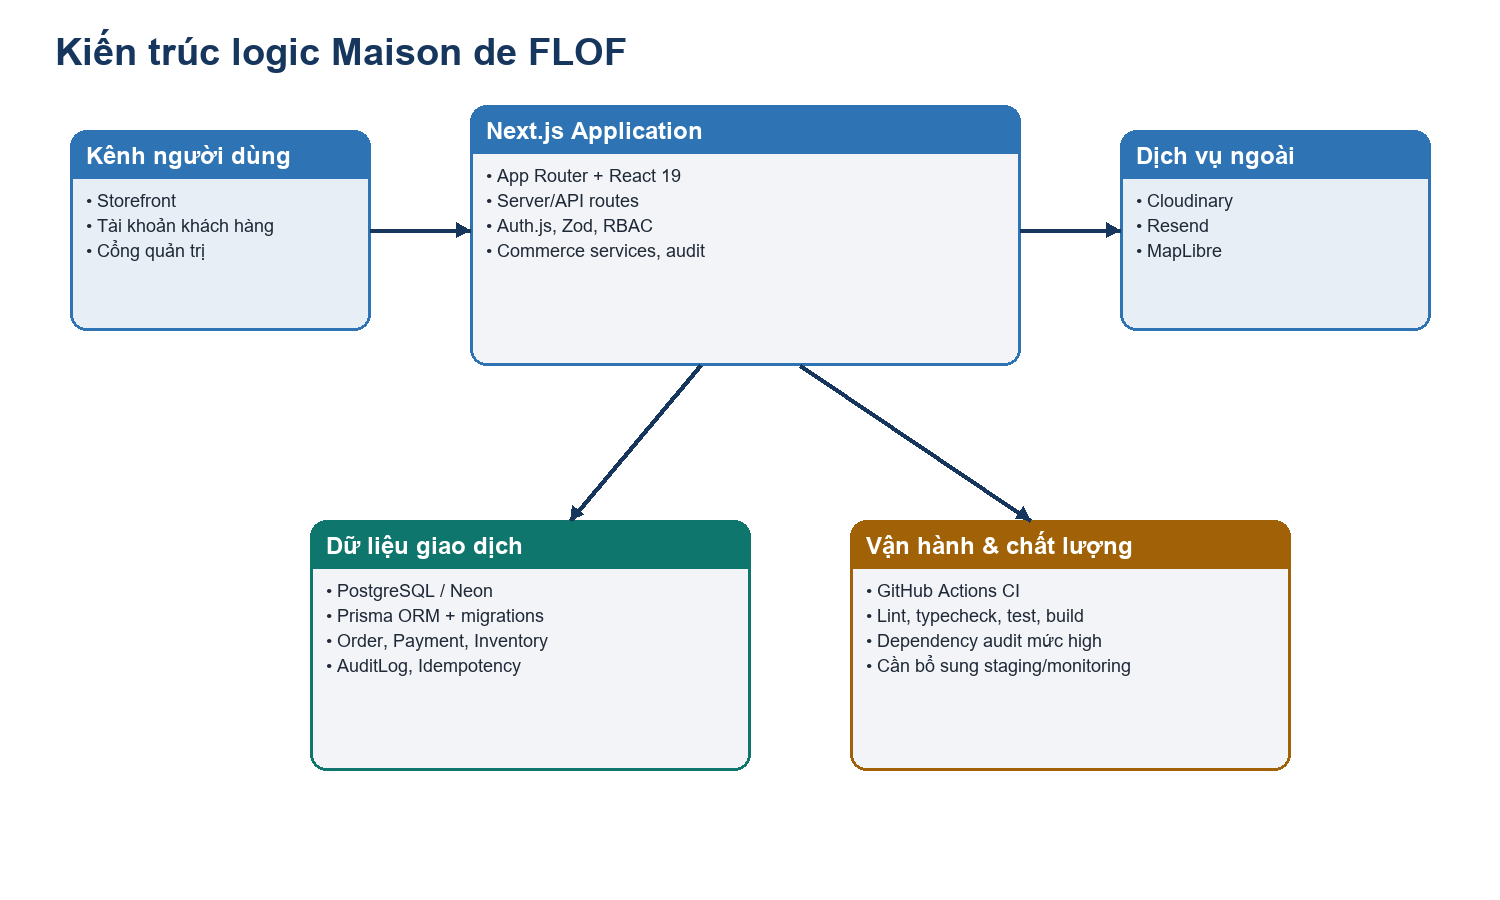 Kiến trúc logic Maison de FLOF
Kênh người dùng
• Storefront
• Tài khoản khách hàng
• Cổng quản trị
Next.js Application
• App Router + React 19
• Server/API routes
• Auth.js, Zod, RBAC
• Commerce services, audit
Dịch vụ ngoài
• Cloudinary
• Resend
• MapLibre
Dữ liệu giao dịch
• PostgreSQL / Neon
• Prisma ORM + migrations
• Order, Payment, Inventory
• AuditLog, Idempotency
Vận hành & chất lượng
• GitHub Actions CI
• Lint, typecheck, test, build
• Dependency audit mức high
• Cần bổ sung staging/monitoring